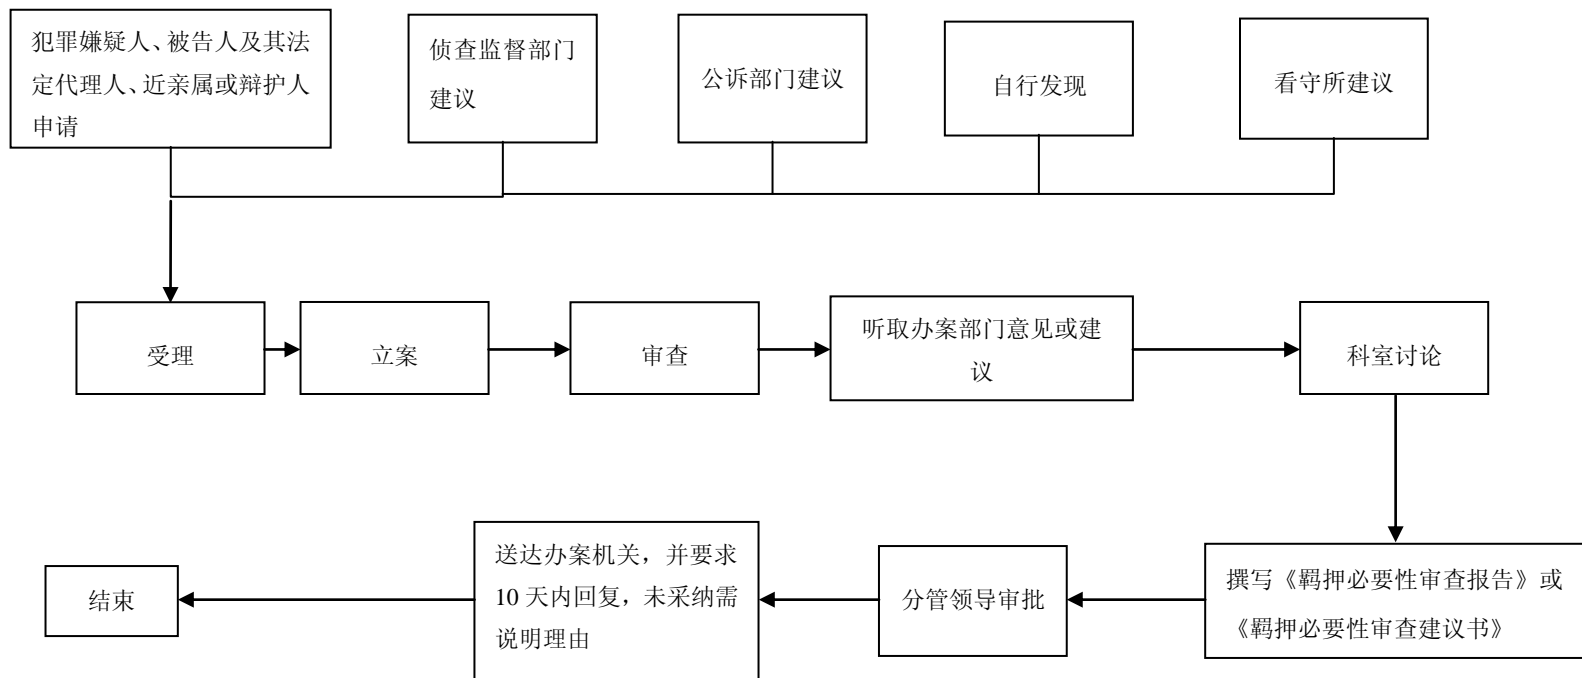 犯罪嫌疑人、被告人及其法
定代理人、近亲属或辩护人
申请
侦查监督部门
建议
公诉部门建议
自行发现
看守所建议
受理
立案
审查
听取办案部门意见或建
议
科室讨论
撰写《羁押必要性审查报告》或
《羁押必要性审查建议书》
分管领导审批
送达办案机关，并要求
10 天内回复，未采纳需
说明理由
结束